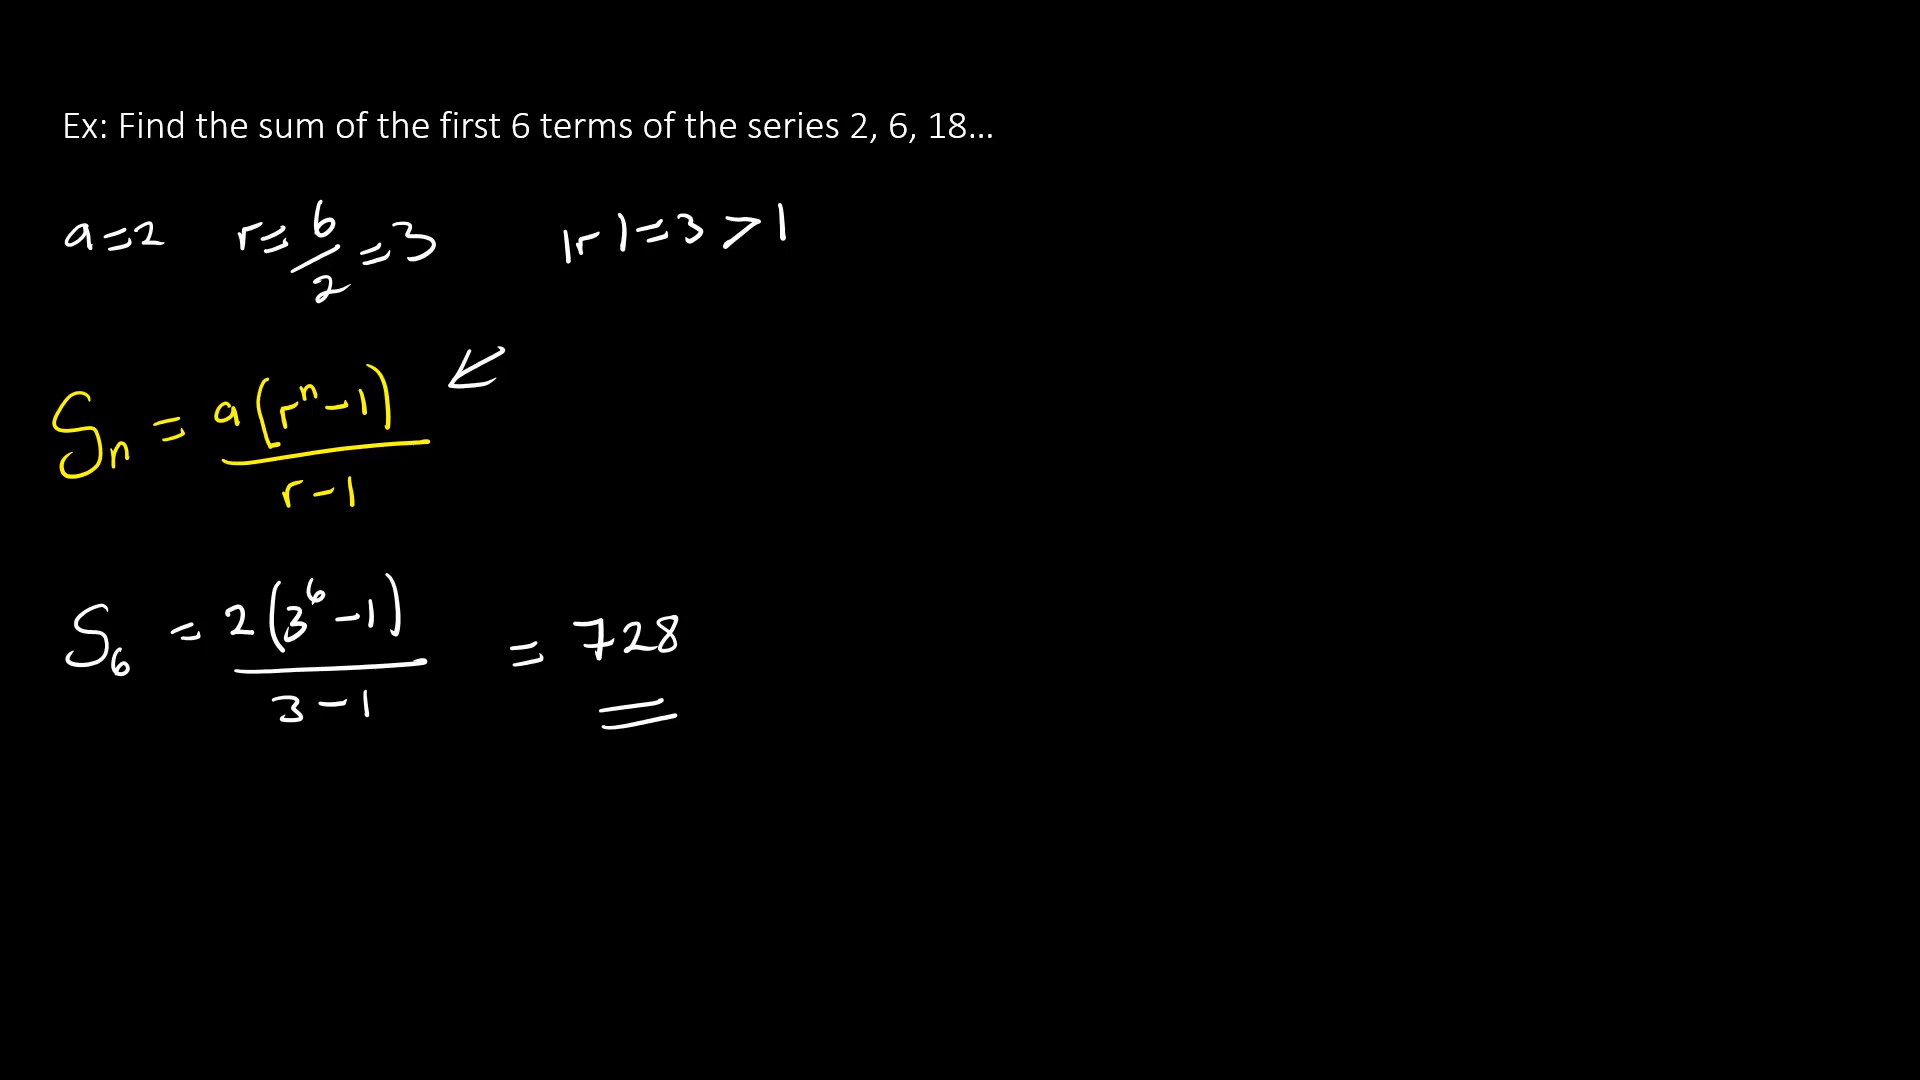 Ex: Find the sum of the first 6 terms of the series 2, 6, 18…
a=2 r=6/2=3 |r|=3>1
Sn = a(r^n-1)/r-1
S6 = 2(3^6-1)/3-1 = 728